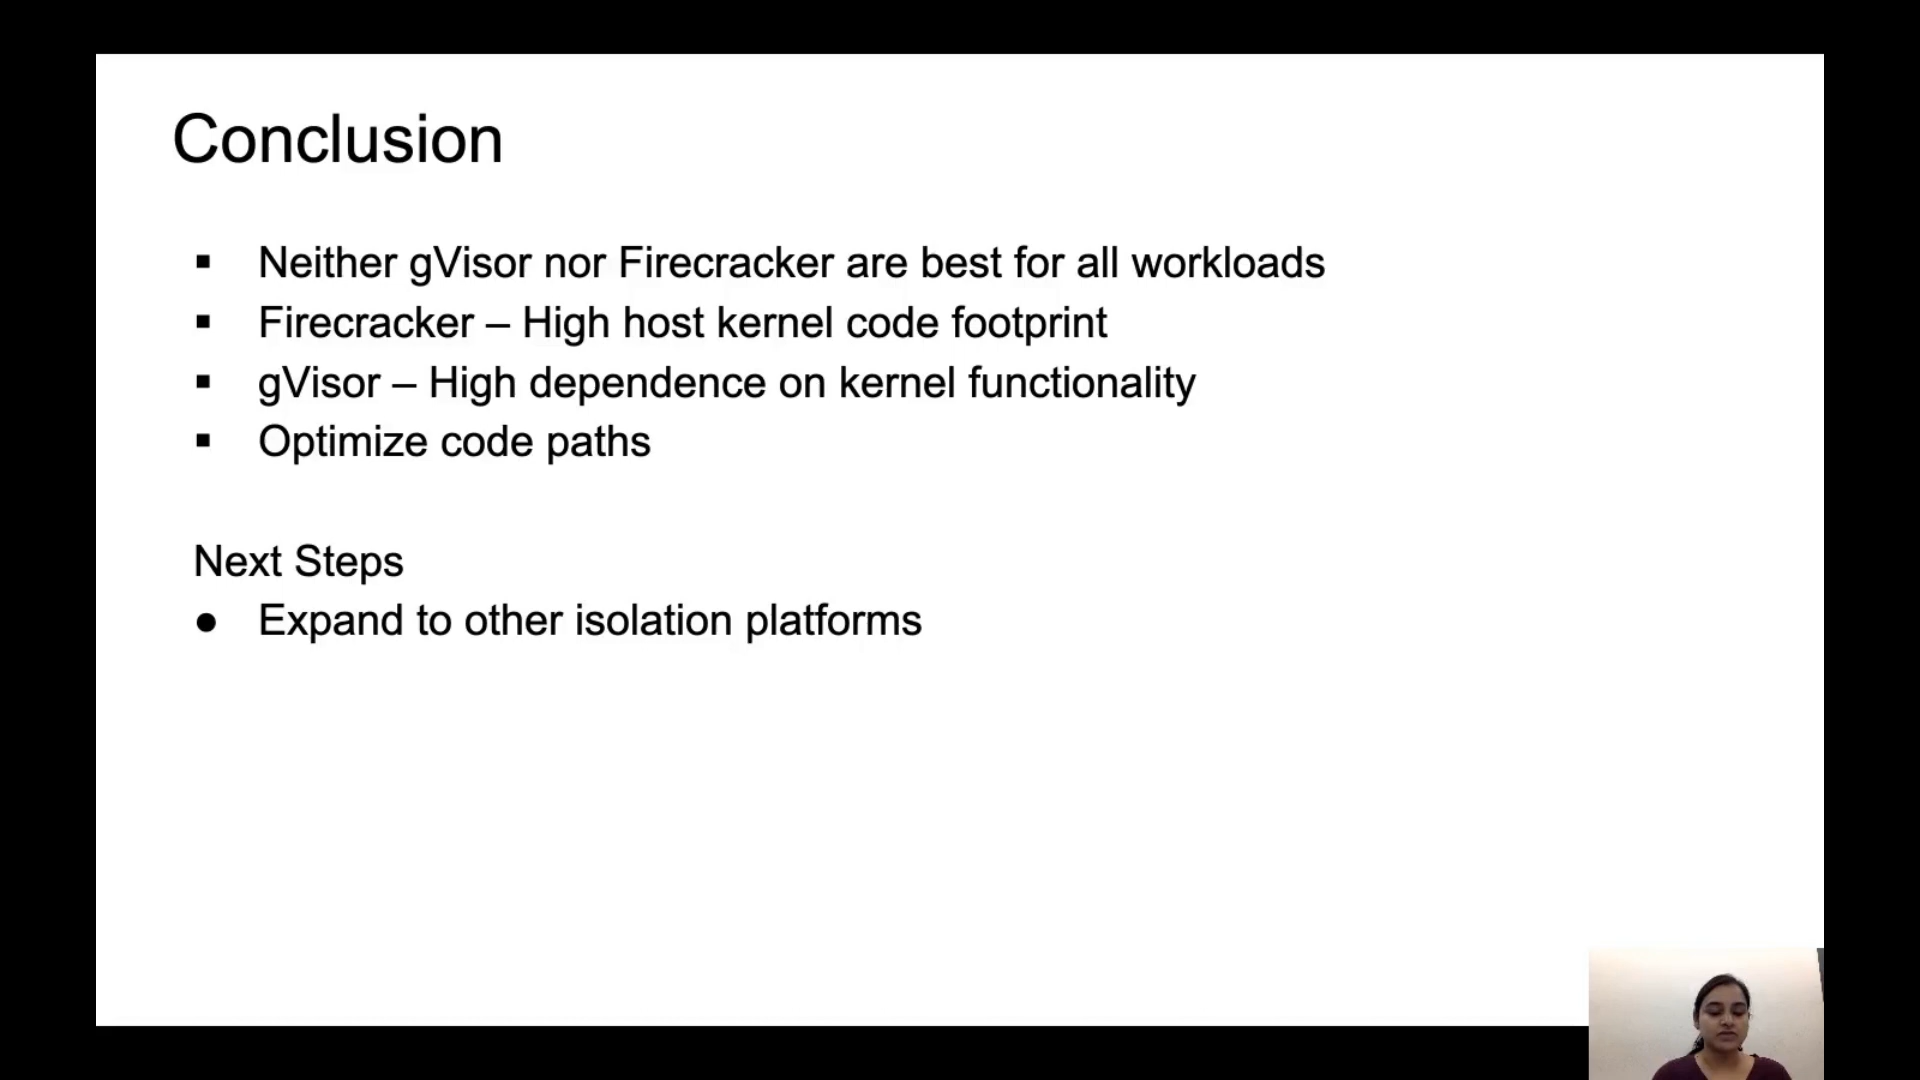 Conclusion
▪ Neither gVisor nor Firecracker are best for all workloads
▪ Firecracker – High host kernel code footprint
▪ gVisor – High dependence on kernel functionality
▪ Optimize code paths
Next Steps
● Expand to other isolation platforms